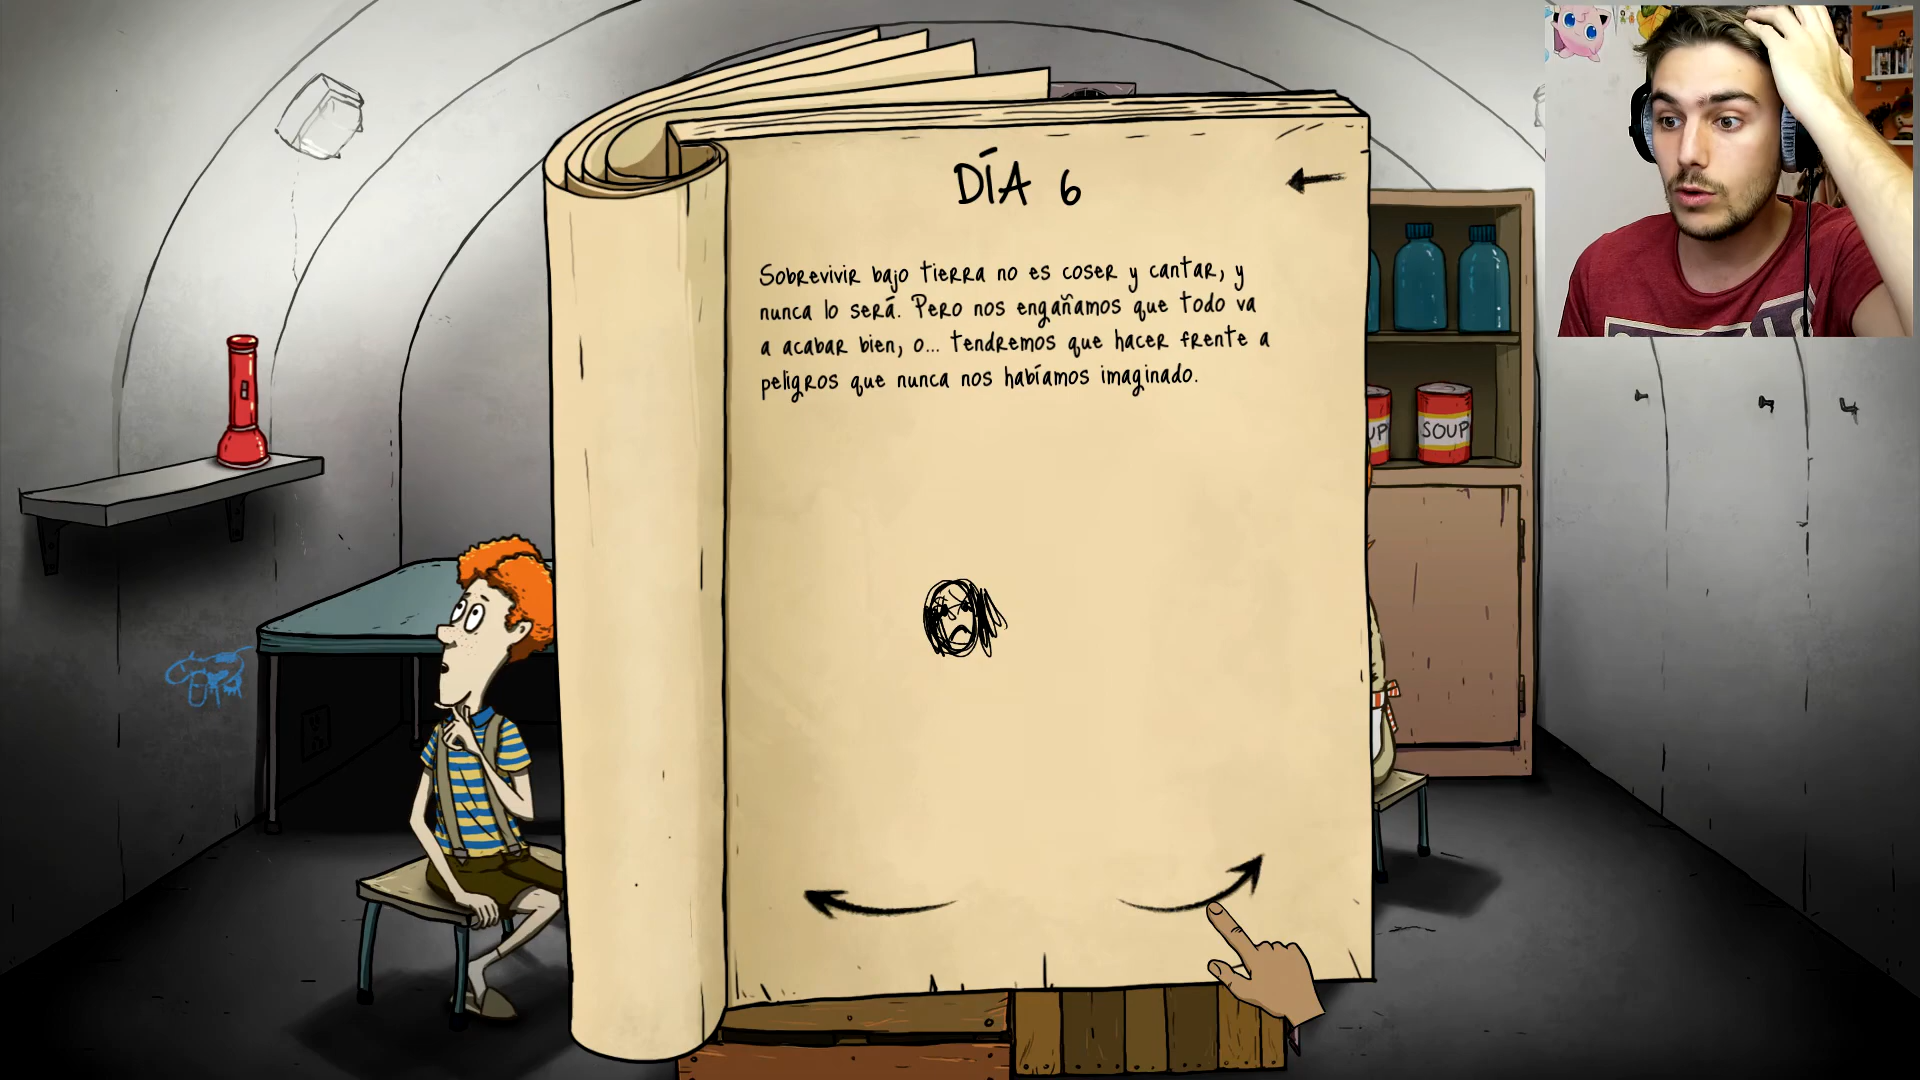 DÍA 6
Sobrevivir bajo tierra no es coser y cantar, y
nunca lo será. Pero nos engañamos que todo va
a acabar bien, o... tendremos que hacer frente a
peligros que nunca nos habíamos imaginado.
UP
SOUP